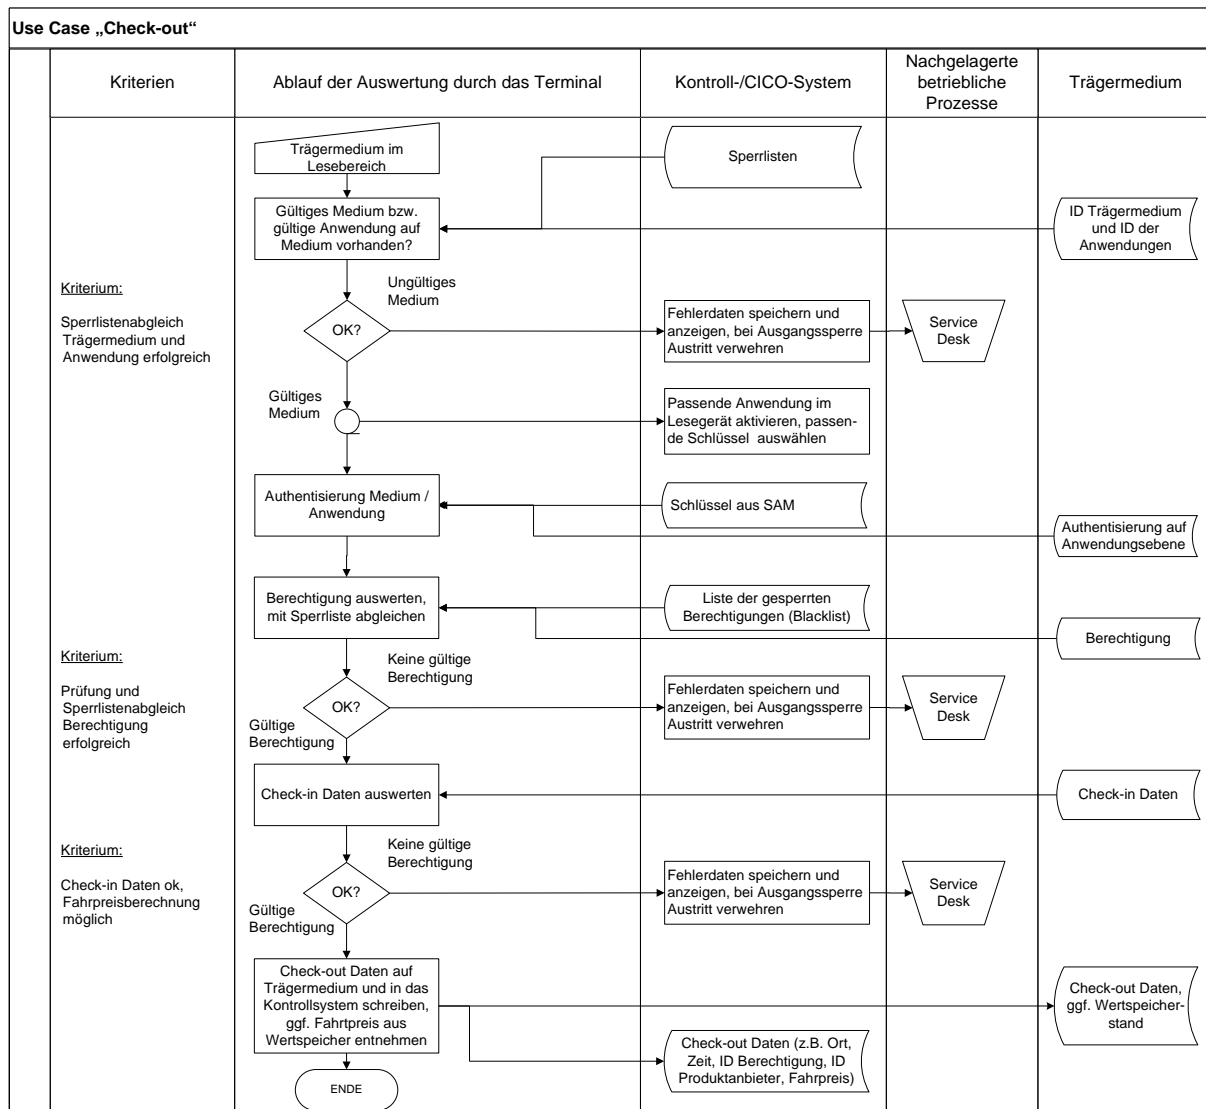 Use Case „Check-out“
Kriterien
Ablauf der Auswertung durch das Terminal
Kontroll-/CICO-System
Nachgelagerte
betriebliche
Prozesse
Trägermedium
Trägermedium im
Lesebereich
Sperrlisten
Gültiges Medium bzw.
gültige Anwendung auf
Medium vorhanden?
ID Trägermedium
und ID der
Anwendungen
Kriterium:
Sperrlistenabgleich
Trägermedium und
Anwendung erfolgreich
Ungültiges
Medium
OK?
Fehlerdaten speichern und
anzeigen, bei Ausgangssperre
Austritt verwehren
Service
Desk
Gültiges
Medium
Passende Anwendung im
Lesegerät aktivieren, passen-
de Schlüssel auswählen
Authentisierung Medium /
Anwendung
Schlüssel aus SAM
Authentisierung auf
Anwendungsebene
Berechtigung auswerten,
mit Sperrliste abgleichen
Liste der gesperrten
Berechtigungen (Blacklist)
Berechtigung
Kriterium:
Prüfung und
Sperrlistenabgleich
Berechtigung
erfolgreich
Keine gültige
Berechtigung
OK?
Gültige
Berechtigung
Fehlerdaten speichern und
anzeigen, bei Ausgangssperre
Austritt verwehren
Service
Desk
Check-in Daten auswerten
Check-in Daten
Kriterium:
Check-in Daten ok,
Fahrpreisberechnung
möglich
Keine gültige
Berechtigung
OK?
Gültige
Berechtigung
Fehlerdaten speichern und
anzeigen, bei Ausgangssperre
Austritt verwehren
Service
Desk
Check-out Daten auf
Trägermedium und in das
Kontrollsystem schreiben,
ggf. Fahrtpreis aus
Wertspeicher entnehmen
Check-out Daten,
ggf. Wertspeicher-
stand
Check-out Daten (z.B. Ort,
Zeit, ID Berechtigung, ID
Produktanbieter, Fahrpreis)
ENDE